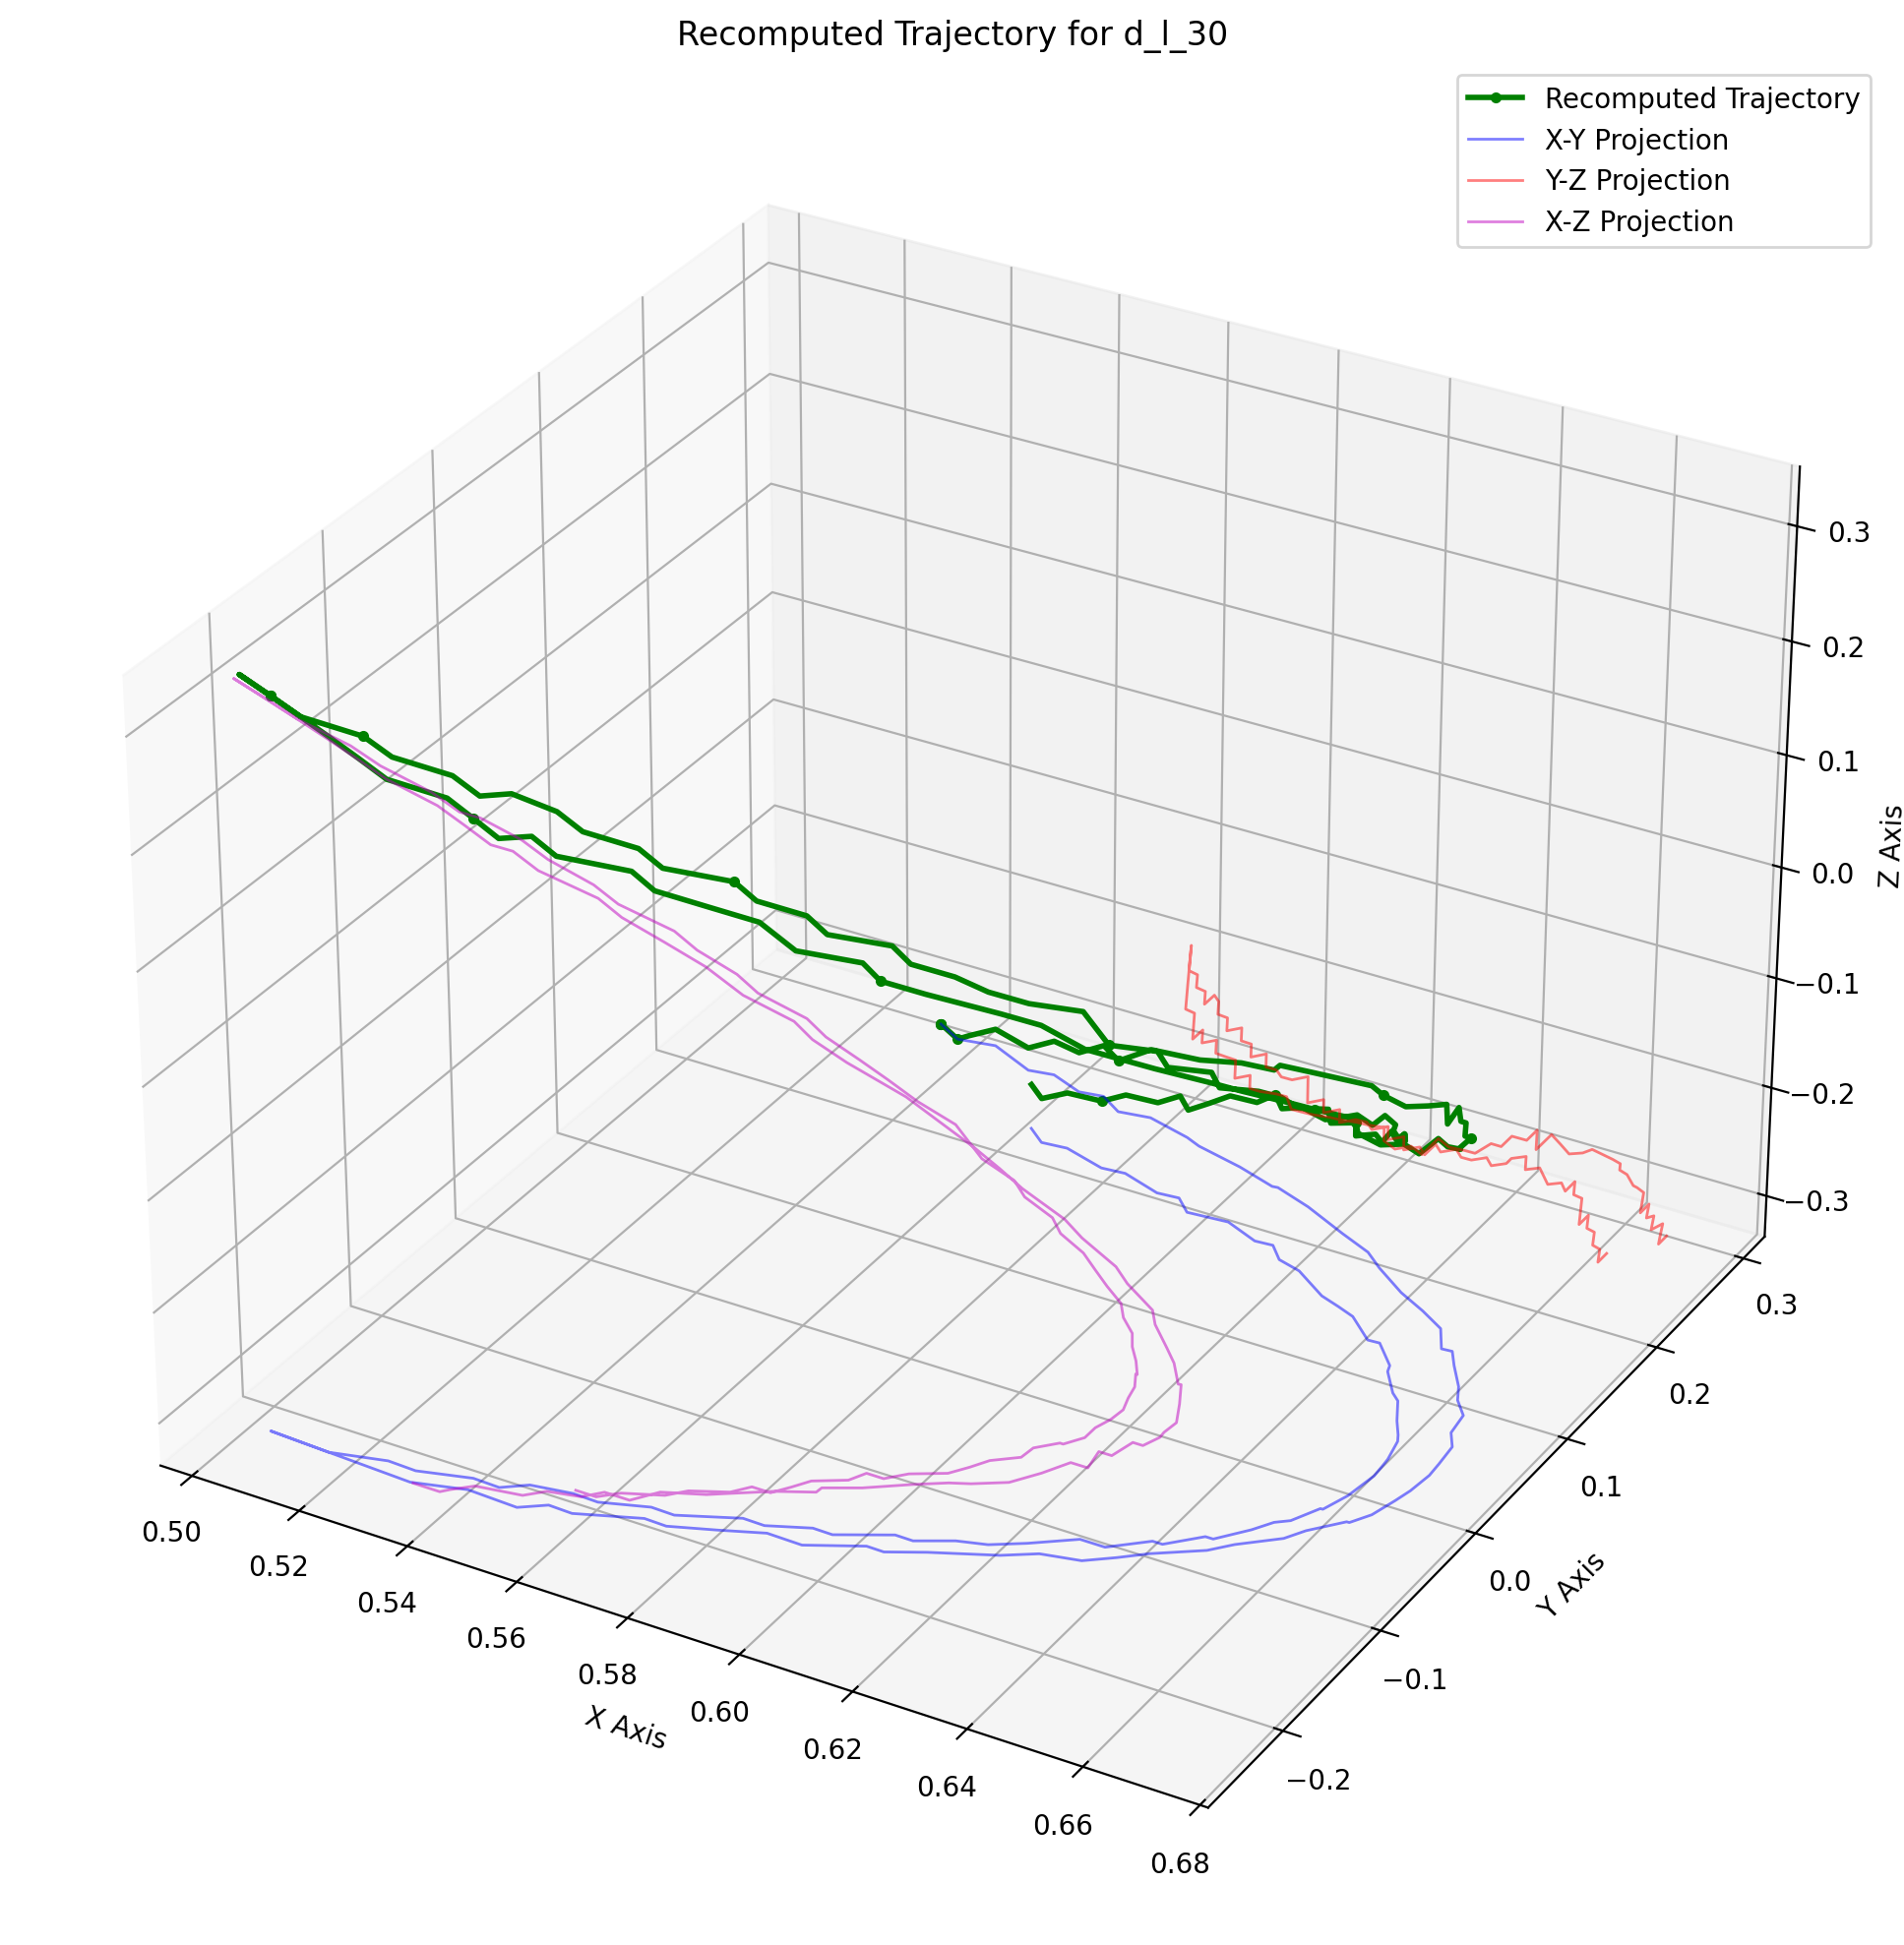 Recomputed Trajectory for d_l_30
Recomputed Trajectory
X-Y Projection
Y-Z Projection
X-Z Projection
0.3
0.2
0.1
0.0
−0.1
−0.2
−0.3
Z Axis
0.3
0.2
0.1
0.0
−0.1
−0.2
Y Axis
0.50
0.52
0.54
0.56
0.58
0.60
0.62
0.64
0.66
0.68
X Axis